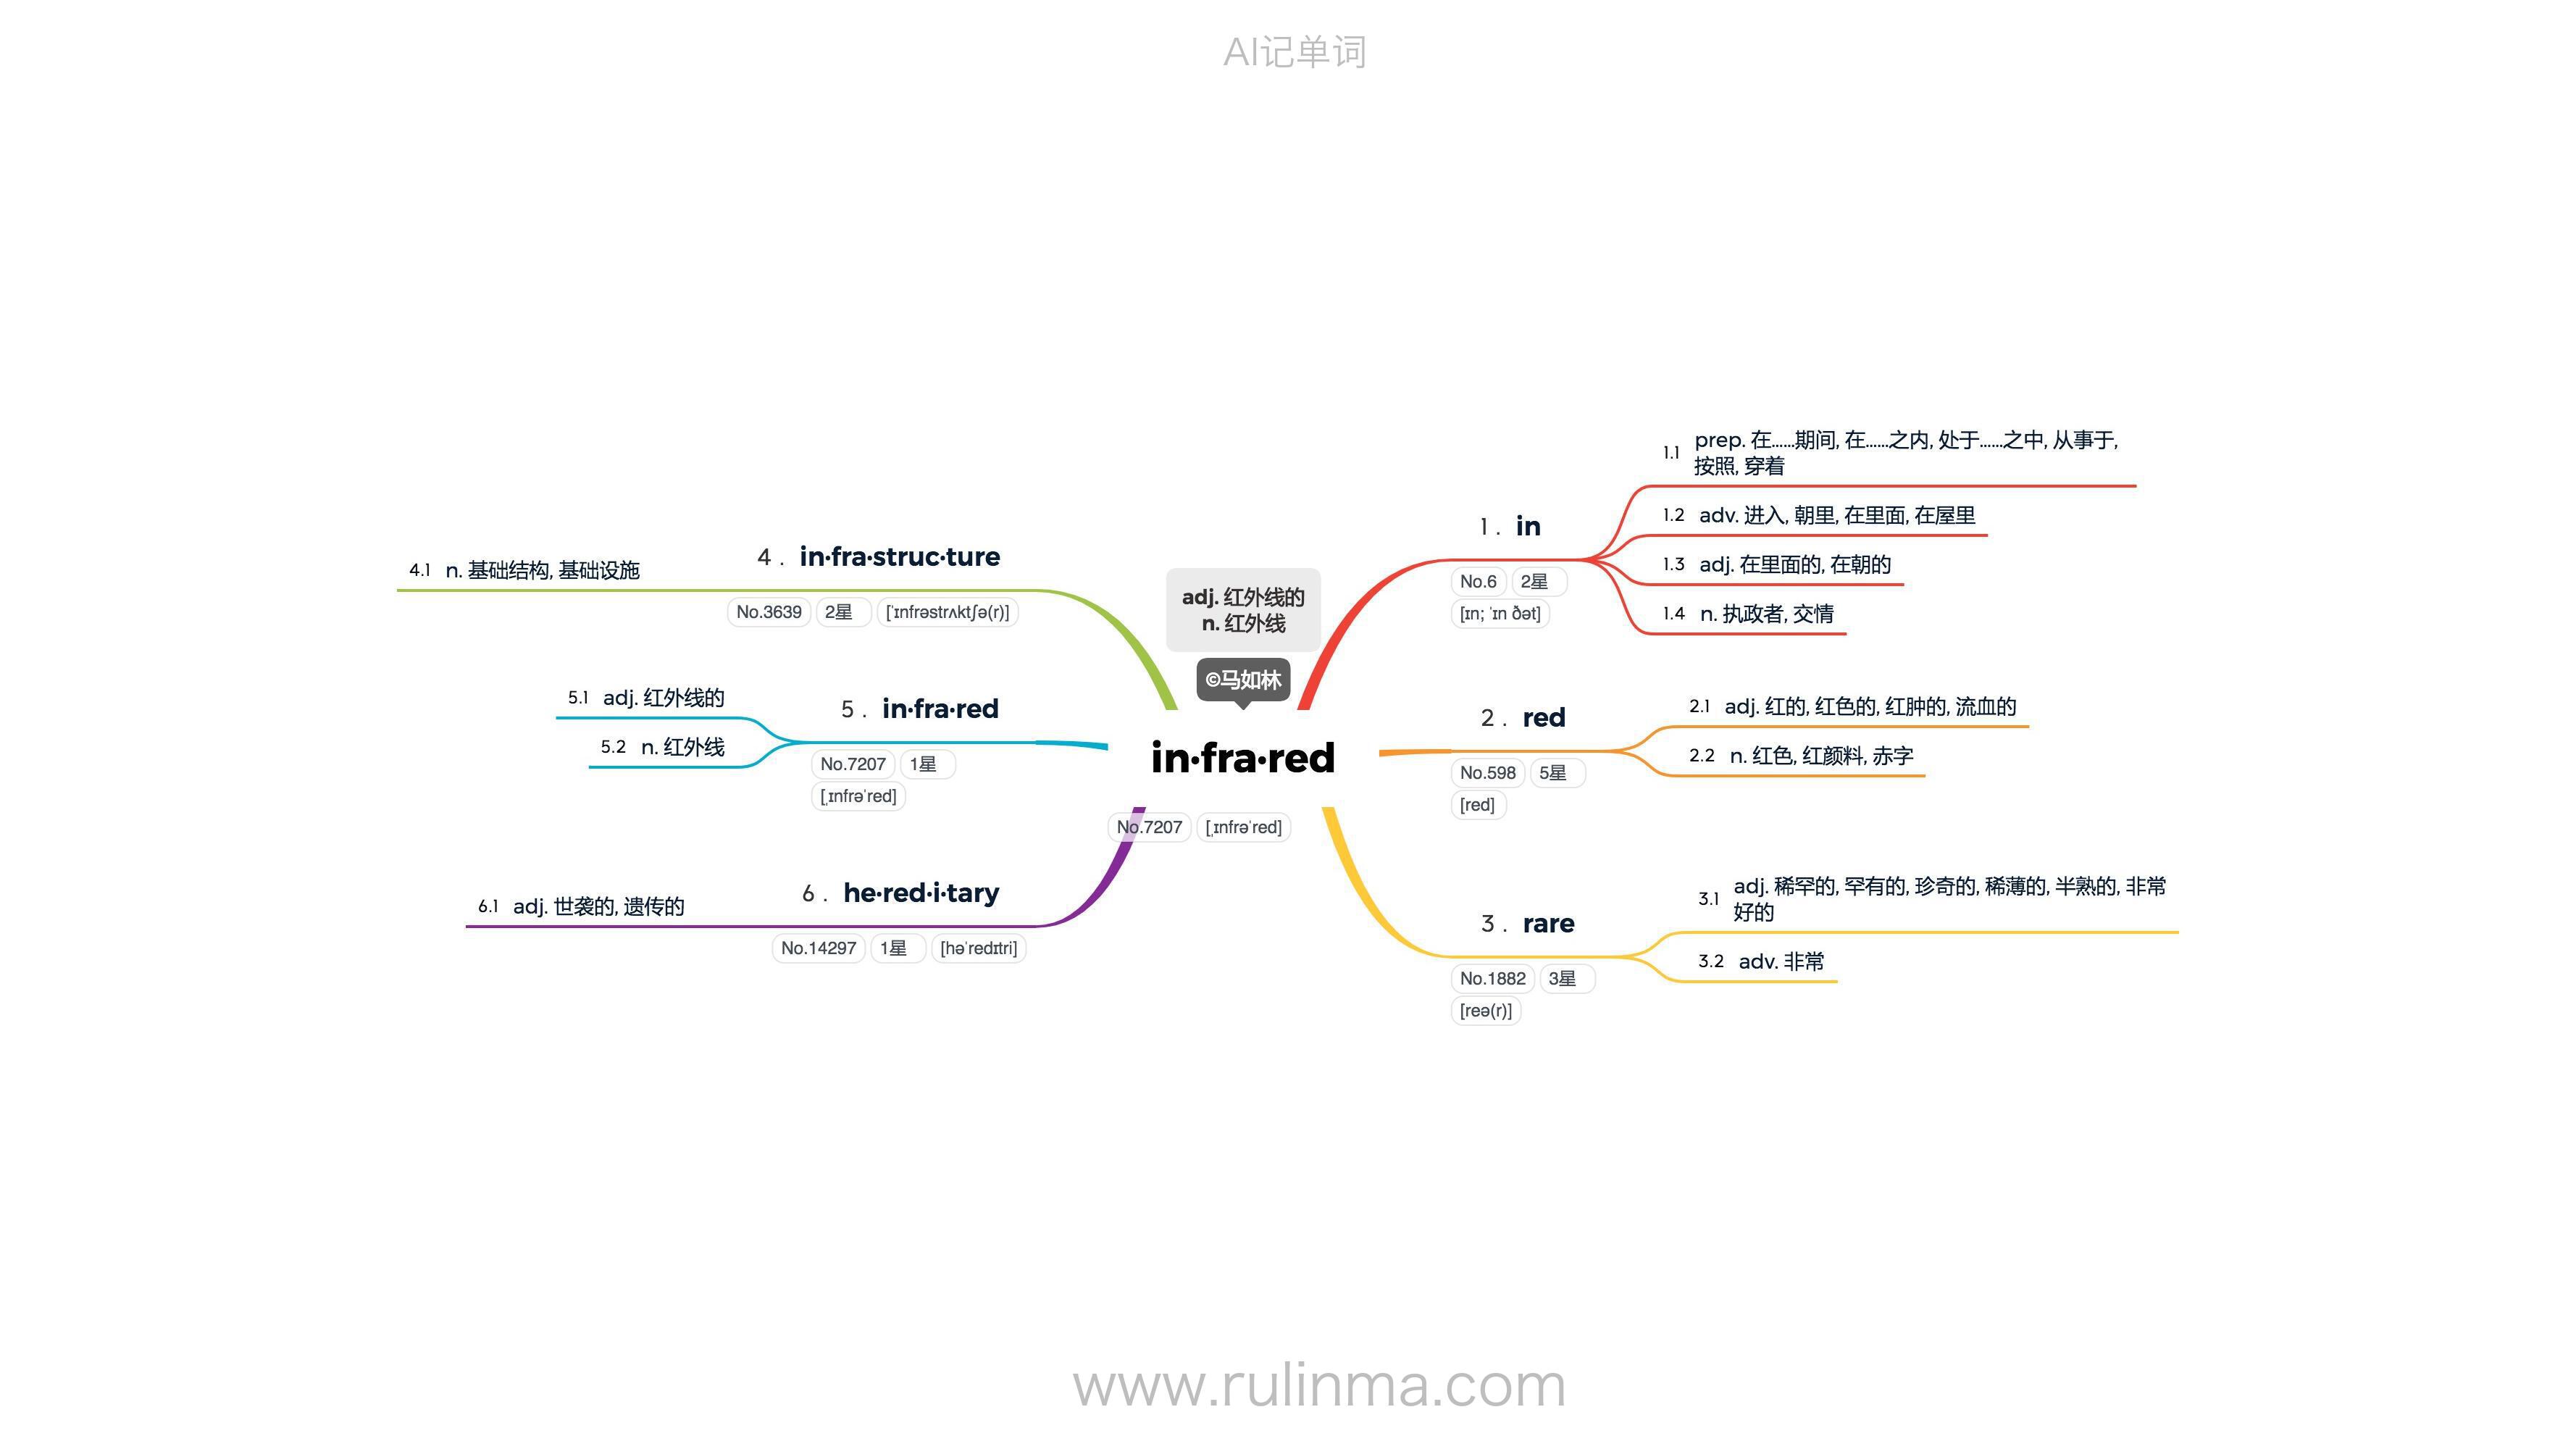 AI记单词
adj. 红外线的
n. 红外线
©马如林
in·fra·red
No.7207 [ˌɪnfrəˈred]
1 . in
No.6 2星
[ɪn; ˈɪn ðət]
1.1 prep. 在……期间, 在……之内, 处于……之中, 从事于,
按照, 穿着
1.2 adv. 进入, 朝里, 在里面, 在屋里
1.3 adj. 在里面的, 在朝的
1.4 n. 执政者, 交情
2 . red
No.598 5星
[red]
2.1 adj. 红的, 红色的, 红肿的, 流血的
2.2 n. 红色, 红颜料, 赤字
3 . rare
No.1882 3星
[reə(r)]
3.1 adj. 稀罕的, 罕有的, 珍奇的, 稀薄的, 半熟的, 非常
好的
3.2 adv. 非常
4 . in·fra·struc·ture
No.3639 2星 [ˈɪnfrəstrʌktʃə(r)]
4.1 n. 基础结构, 基础设施
5 . in·fra·red
No.7207 1星
[ˌɪnfrəˈred]
5.1 adj. 红外线的
5.2 n. 红外线
6 . he·red·i·tary
No.14297 1星 [həˈredɪtri]
6.1 adj. 世袭的, 遗传的
www.rulinma.com